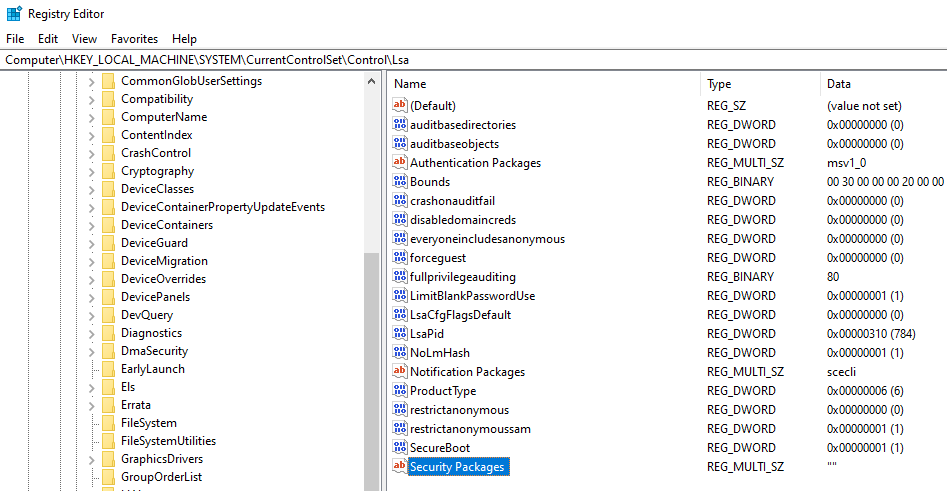 Registry Editor
File Edit View Favorites Help
Computer\HKEY_LOCAL_MACHINE\SYSTEM\CurrentControlSet\Control\Lsa
CommonGlobUserSettings
Compatibility
ComputerName
ContentIndex
CrashControl
Cryptography
DeviceClasses
DeviceContainerPropertyUpdateEvents
DeviceContainers
DeviceGuard
DeviceMigration
DeviceOverrides
DevicePanels
DevQuery
Diagnostics
DmaSecurity
EarlyLaunch
Els
Errata
FileSystem
FileSystemUtilities
GraphicsDrivers
GroupOrderList
Name Type Data
(Default) REG_SZ (value not set)
auditbasedirectories REG_DWORD 0x00000000 (0)
auditbaseobjects REG_DWORD 0x00000000 (0)
Authentication Packages REG_MULTI_SZ msv1_0
Bounds REG_BINARY 00 30 00 00 00 20 00 00
crashonauditfail REG_DWORD 0x00000000 (0)
disabledomaincreds REG_DWORD 0x00000000 (0)
everyoneincludesanonymous REG_DWORD 0x00000000 (0)
forceguest REG_DWORD 0x00000000 (0)
fullprivilegeauditing REG_BINARY 80
LimitBlankPasswordUse REG_DWORD 0x00000001 (1)
LsaCfgFlagsDefault REG_DWORD 0x00000000 (0)
LsaPid REG_DWORD 0x00000310 (784)
NoLmHash REG_DWORD 0x00000001 (1)
Notification Packages REG_MULTI_SZ scecli
ProductType REG_DWORD 0x00000006 (6)
restrictanonymous REG_DWORD 0x00000000 (0)
restrictanonymoussam REG_DWORD 0x00000001 (1)
SecureBoot REG_DWORD 0x00000001 (1)
Security Packages REG_MULTI_SZ ""